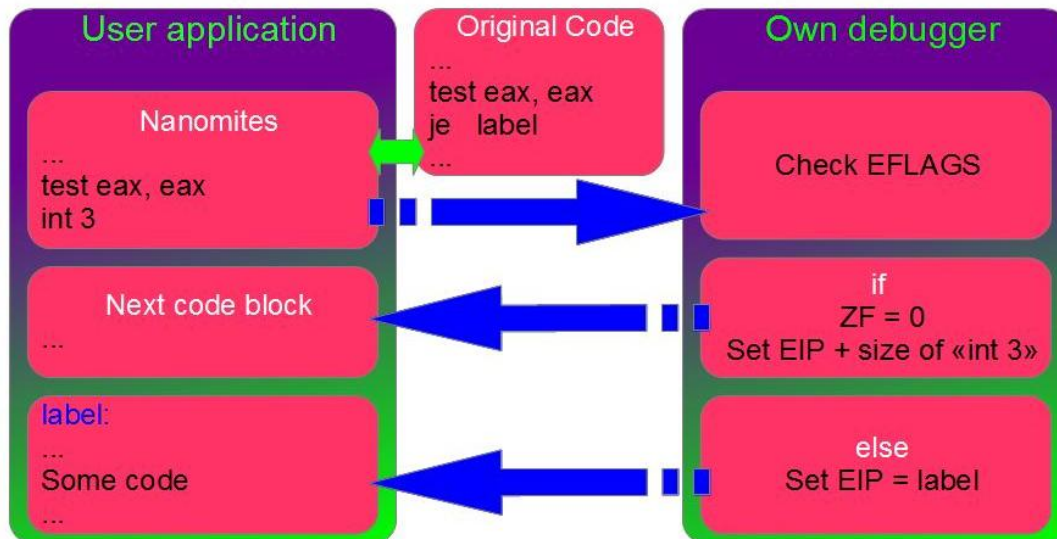 User application
Nanomites
...
test eax, eax
int 3
Next code block
...
label:
...
Some code
...
Original Code
...
test eax, eax
je label
...
Own debugger
Check EFLAGS
if
ZF = 0
Set EIP + size of «int 3»
else
Set EIP = label